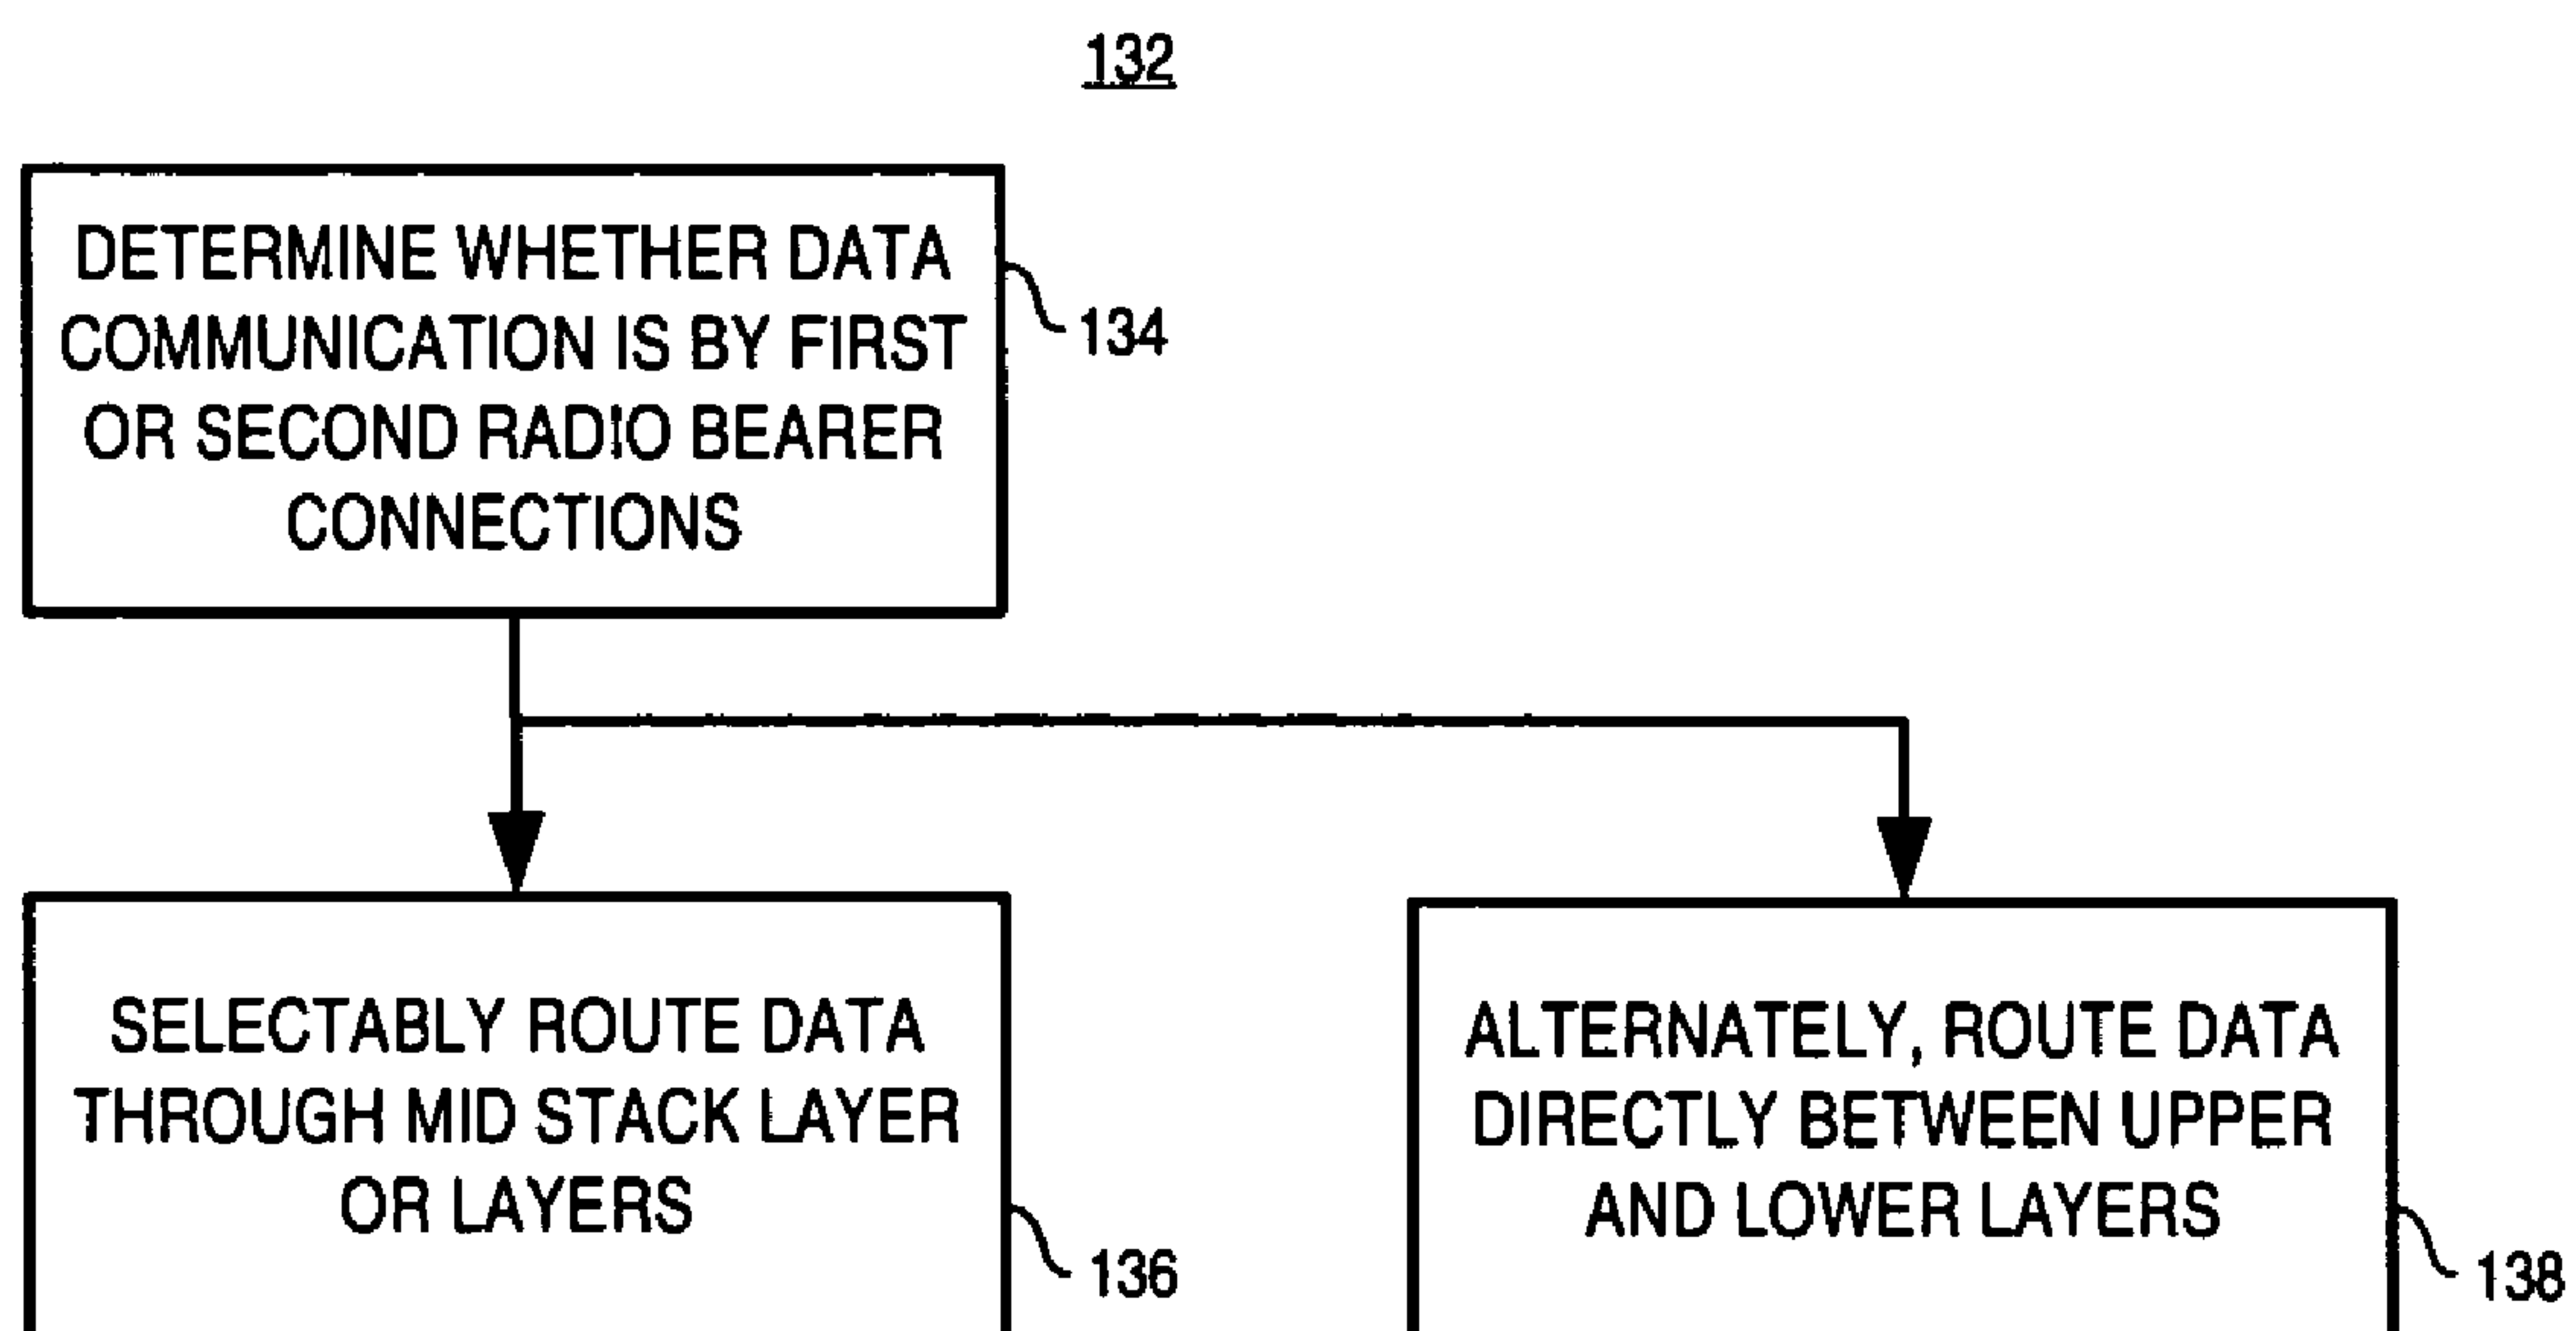 132
DETERMINE WHETHER DATA
COMMUNICATION IS BY FIRST
OR SECOND RADIO BEARER
CONNECTIONS
134
SELECTABLY ROUTE DATA
THROUGH MID STACK LAYER
OR LAYERS
136
ALTERNATELY, ROUTE DATA
DIRECTLY BETWEEN UPPER
AND LOWER LAYERS
138